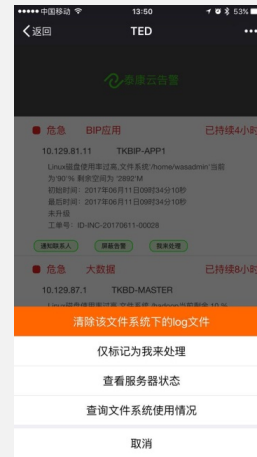 中国移动 13:50 53%
返回 TED
泰康云告警
危急 BIP应用 已持续4小时
10.129.81.11 TKBIP-APP1
Linux磁盘使用率过高,文件系统'/home/wasadmin'当前
为'90'% 剩余空间为 '2892'M
初始时间: 2017年06月11日09时34分10秒
最后时间: 2017年06月11日09时34分10秒
未升级
工单号: ID-INC-20170611-00028
通知联系人 屏蔽告警 我来处理
危急 大数据 已持续8小时
10.129.87.1 TKBD-MASTER
清除该文件系统下的log文件
仅标记为我来处理
查看服务器状态
查询文件系统使用情况
取消